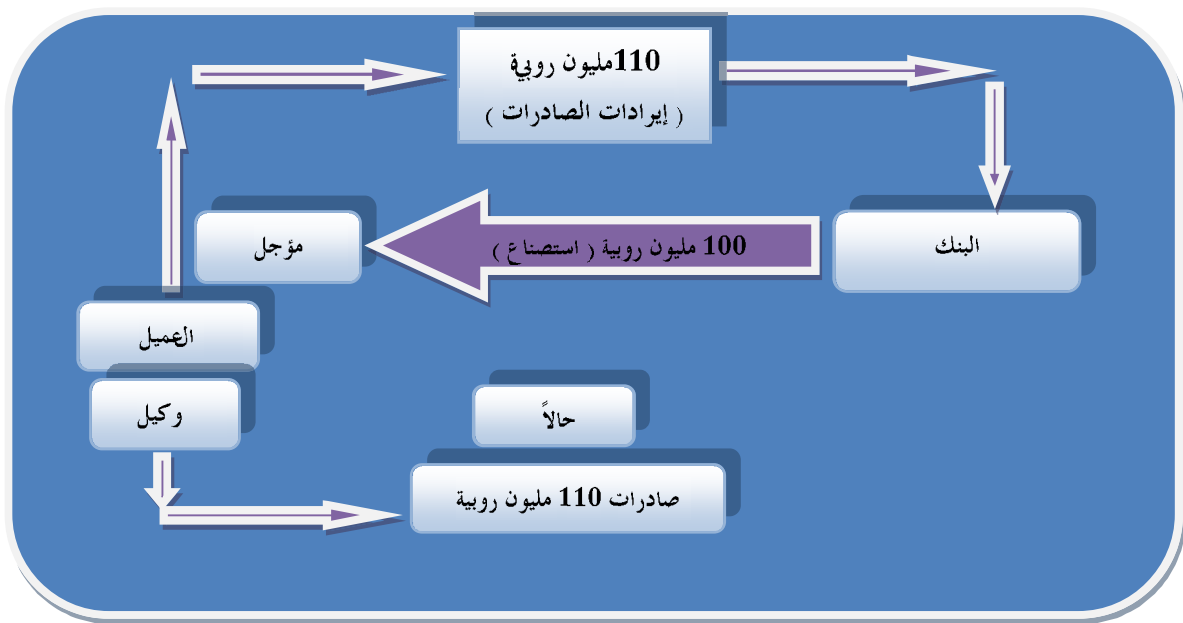 110مليون روبية
( إيرادات الصادرات )
البنك
100 مليون روبية ( استصناع )
مؤجل
العميل
وكيل
حالاً
صادرات 110 مليون روبية